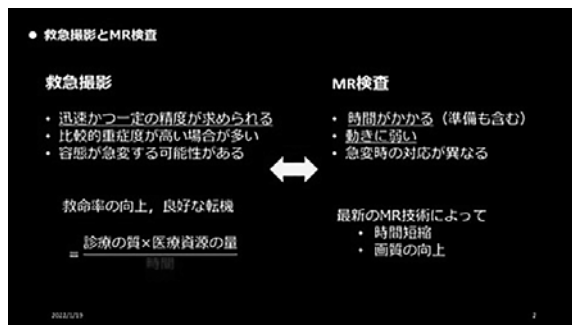 ● 救急撮影とMR検査
救急撮影
・ 迅速かつ一定の精度が求められる
・ 比較的重症度が高い場合が多い
・ 容態が急変する可能性がある
救命率の向上，良好な転機
＝ 診療の質×医療資源の量
時間
MR検査
・ 時間がかかる（準備も含む）
・ 動きに弱い
・ 急変時の対応が異なる
最新のMR技術によって
・ 時間短縮
・ 画質の向上
2022/1/19
2